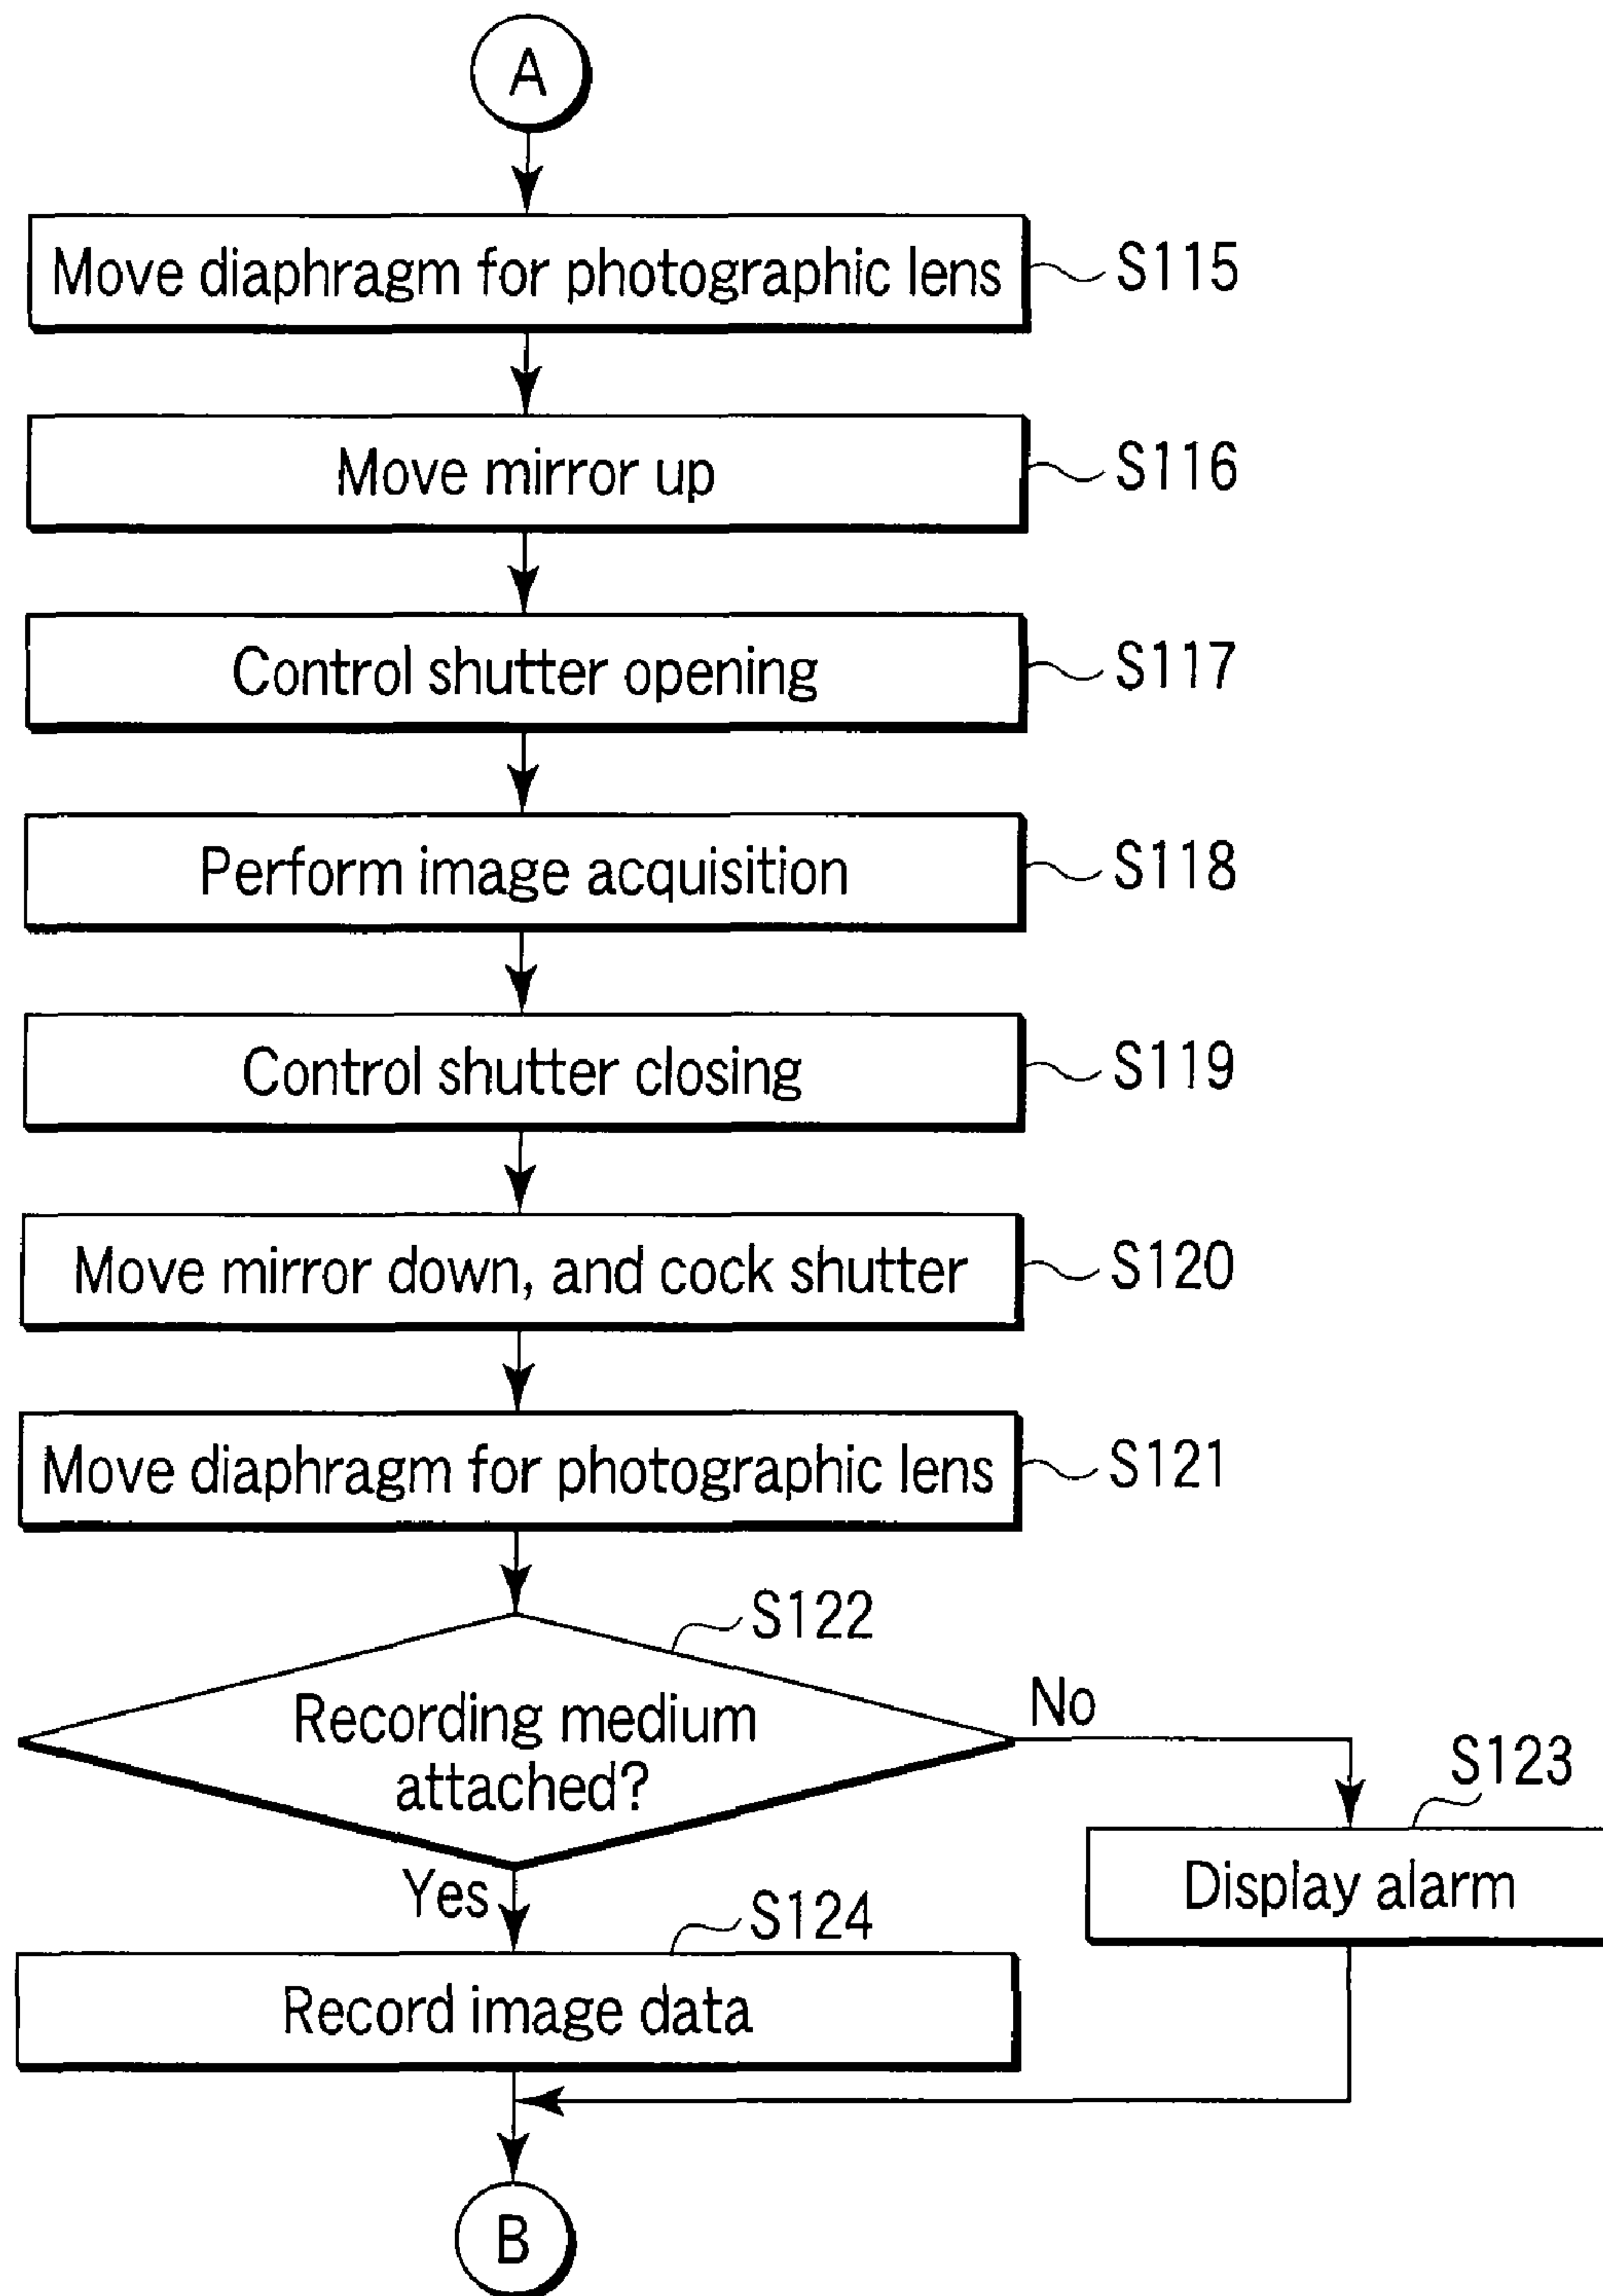 A
Move diaphragm for photographic lens S115
Move mirror up S116
Control shutter opening S117
Perform image acquisition S118
Control shutter closing S119
Move mirror down, and cock shutter S120
Move diaphragm for photographic lens S121
S122
Recording medium
attached?
No
S123
Display alarm
Yes
S124
Record image data
B